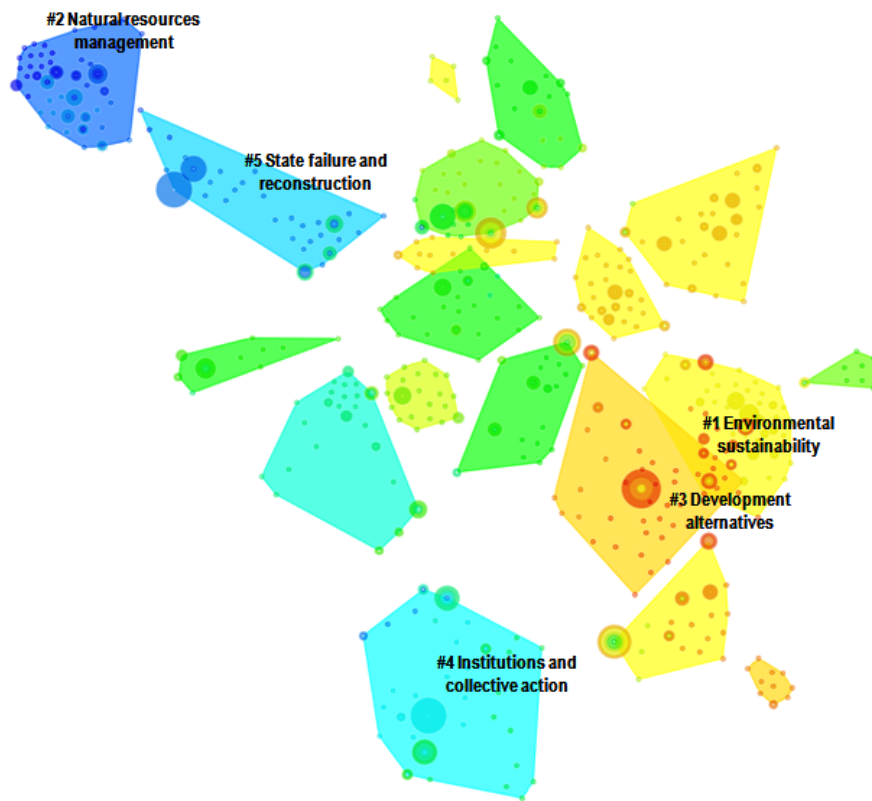 #2 Natural resources
management
#5 State failure and
reconstruction
#1 Environmental
sustainability
#3 Development
alternatives
#4 Institutions and
collective action